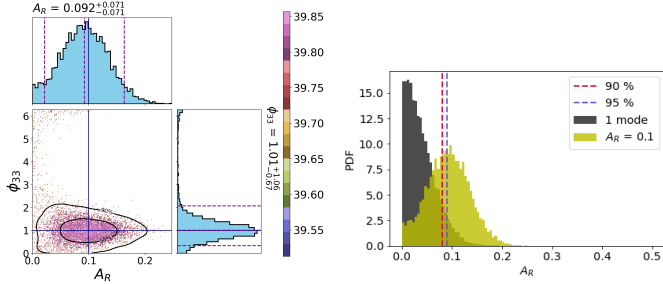 A_R = 0.092^{+0.071}_{-0.071}
6
5
4
3
2
1
0
ϕ_33
90%
0.0 0.1 0.2
A_R
ϕ_33 = 1.01^{+1.06}_{-0.67}
39.85
39.80
39.75
39.70
39.65
39.60
39.55
15.0
12.5
10.0
7.5
5.0
2.5
0.0
PDF
90 %
95 %
1 mode
A_R = 0.1
0.0 0.1 0.2 0.3 0.4 0.5
A_R